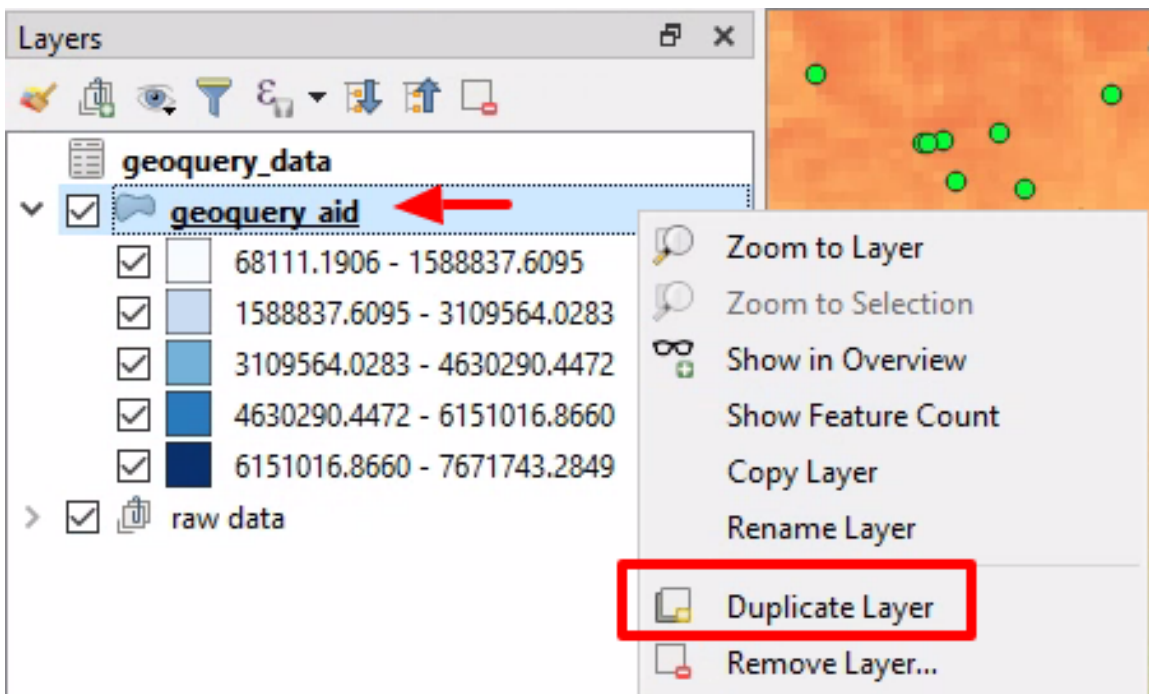 Layers
geoquery_data
geoquery_aid
68111.1906 - 1588837.6095
1588837.6095 - 3109564.0283
3109564.0283 - 4630290.4472
4630290.4472 - 6151016.8660
6151016.8660 - 7671743.2849
raw data
Zoom to Layer
Zoom to Selection
Show in Overview
Show Feature Count
Copy Layer
Rename Layer
Duplicate Layer
Remove Layer...